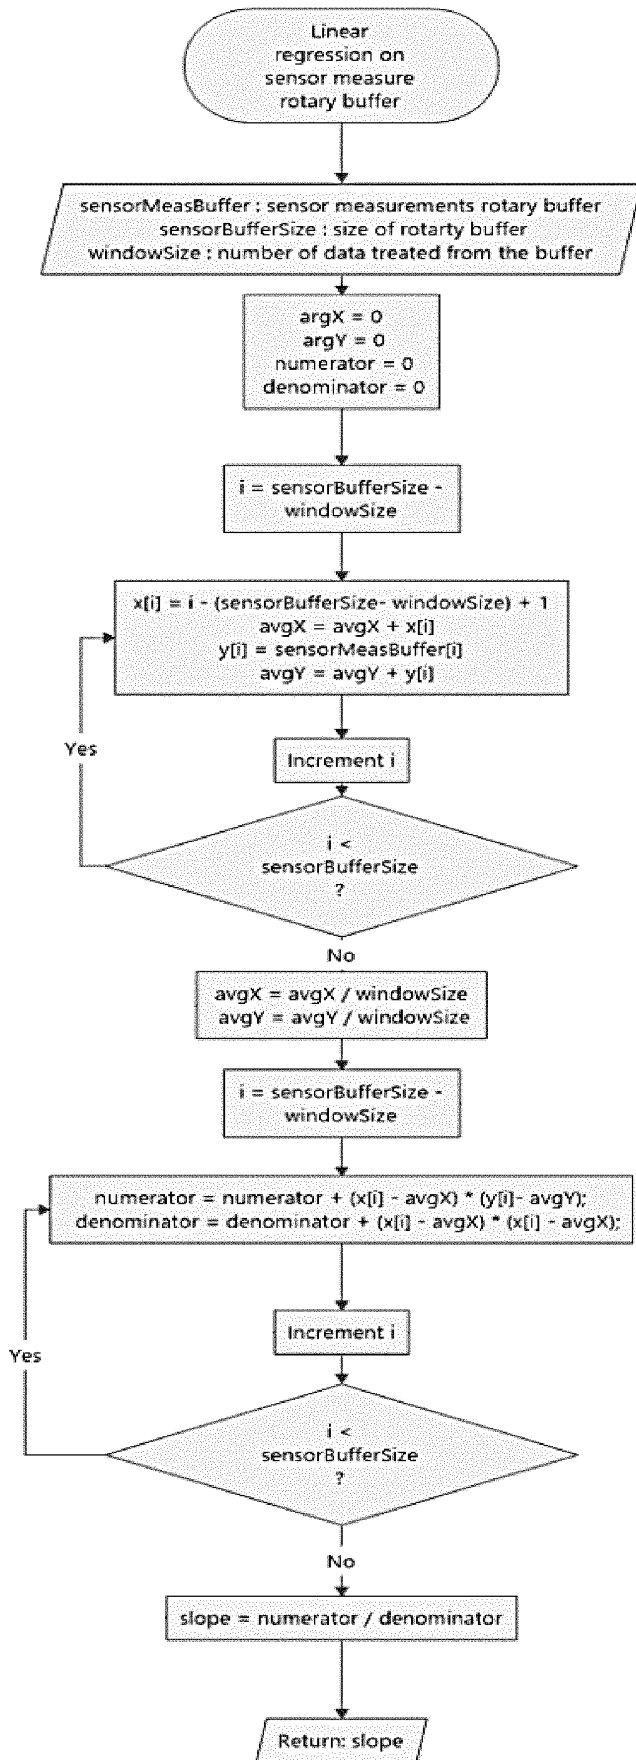 Linear
regression on
sensor measure
rotary buffer
sensorMeasBuffer : sensor measurements rotary buffer
sensorBufferSize : size of rotarty buffer
windowSize : number of data treated from the buffer
argX = 0
argY = 0
numerator = 0
denominator = 0
i = sensorBufferSize -
windowSize
x[i] = i - (sensorBufferSize- windowSize) + 1
avgX = avgX + x[i]
y[i] = sensorMeasBuffer[i]
avgY = avgY + y[i]
Yes
Increment i
i <
sensorBufferSize
?
No
avgX = avgX / windowSize
avgY = avgY / windowSize
i = sensorBufferSize -
windowSize
numerator = numerator + (x[i] - avgX) * (y[i]- avgY);
denominator = denominator + (x[i] - avgX) * (x[i] - avgX);
Increment i
Yes
i <
sensorBufferSize
?
No
slope = numerator / denominator
Return: slope